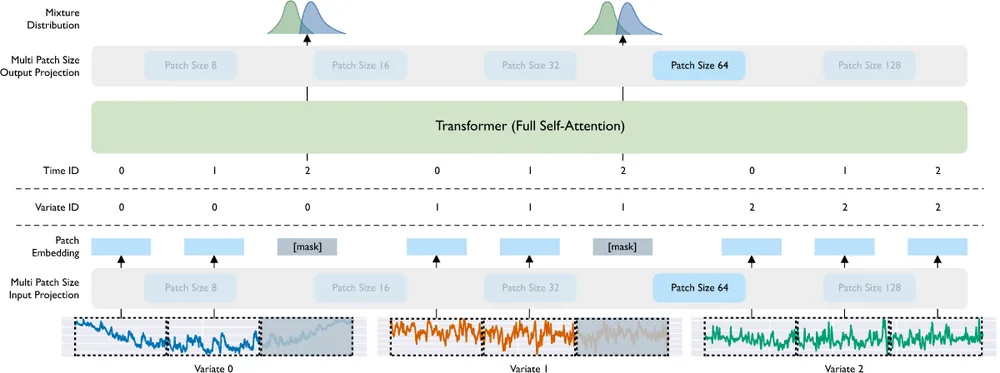 Mixture
Distribution
Multi Patch Size
Output Projection
Patch Size 8
Patch Size 16
Patch Size 32
Patch Size 64
Patch Size 128
Transformer (Full Self-Attention)
Time ID 0 1 2 0 1 2 0 1 2
Variate ID 0 0 0 1 1 1 2 2 2
Patch
Embedding
[mask]
[mask]
Multi Patch Size
Input Projection
Patch Size 8
Patch Size 16
Patch Size 32
Patch Size 64
Patch Size 128
Variate 0
Variate 1
Variate 2